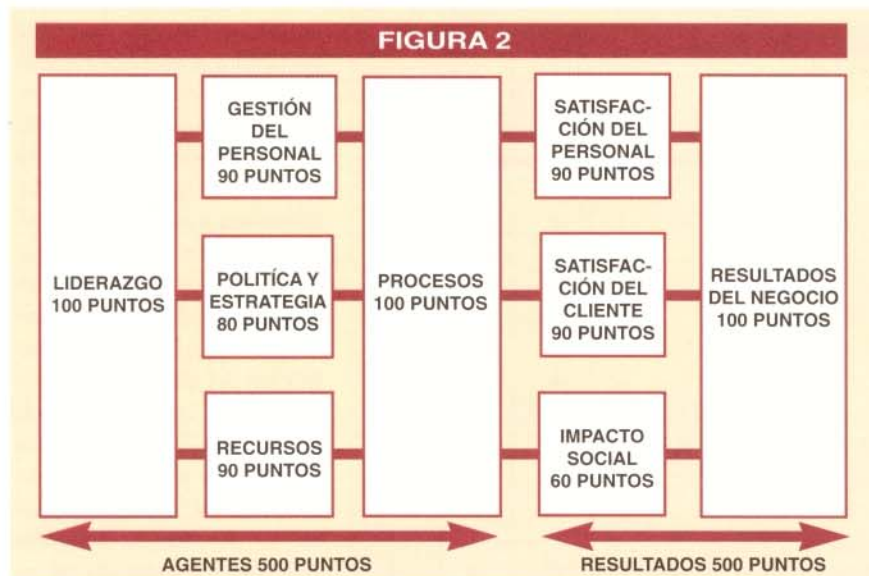 FIGURA 2
LIDERAZGO
100 PUNTOS
GESTIÓN
DEL
PERSONAL
90 PUNTOS
POLITÍCA Y
ESTRATEGIA
80 PUNTOS
RECURSOS
90 PUNTOS
PROCESOS
100 PUNTOS
SATISFAC-
CIÓN DEL
PERSONAL
90 PUNTOS
SATISFAC-
CIÓN DEL
CLIENTE
90 PUNTOS
IMPACTO
SOCIAL
60 PUNTOS
RESULTADOS
DEL NEGOCIO
100 PUNTOS
AGENTES 500 PUNTOS
RESULTADOS 500 PUNTOS